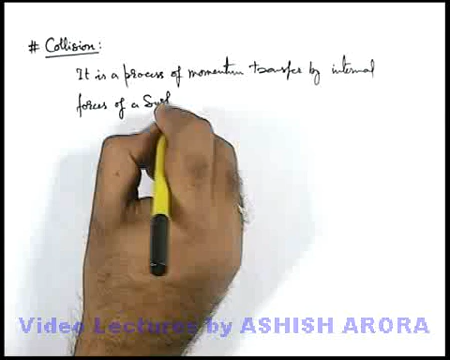 # Collision:
It is a process of momentum transfer by internal
forces of a
Video Lectures by ASHISH ARORA